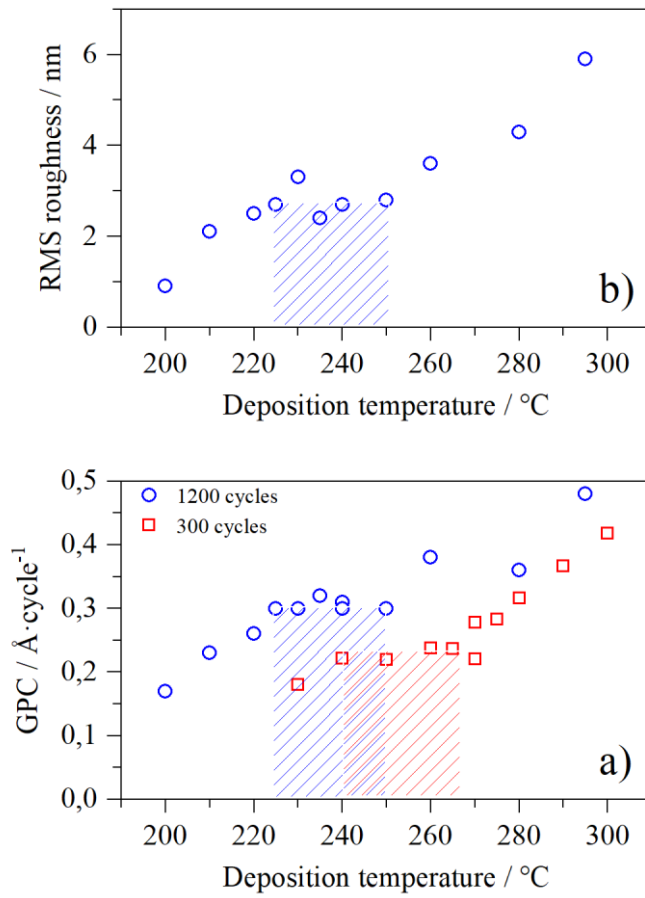 RMS roughness / nm
6
4
2
0
b)
200 220 240 260 280 300
Deposition temperature / °C
GPC / Å·cycle⁻¹
0,5
0,4
0,3
0,2
0,1
0,0
1200 cycles
300 cycles
a)
200 220 240 260 280 300
Deposition temperature / °C